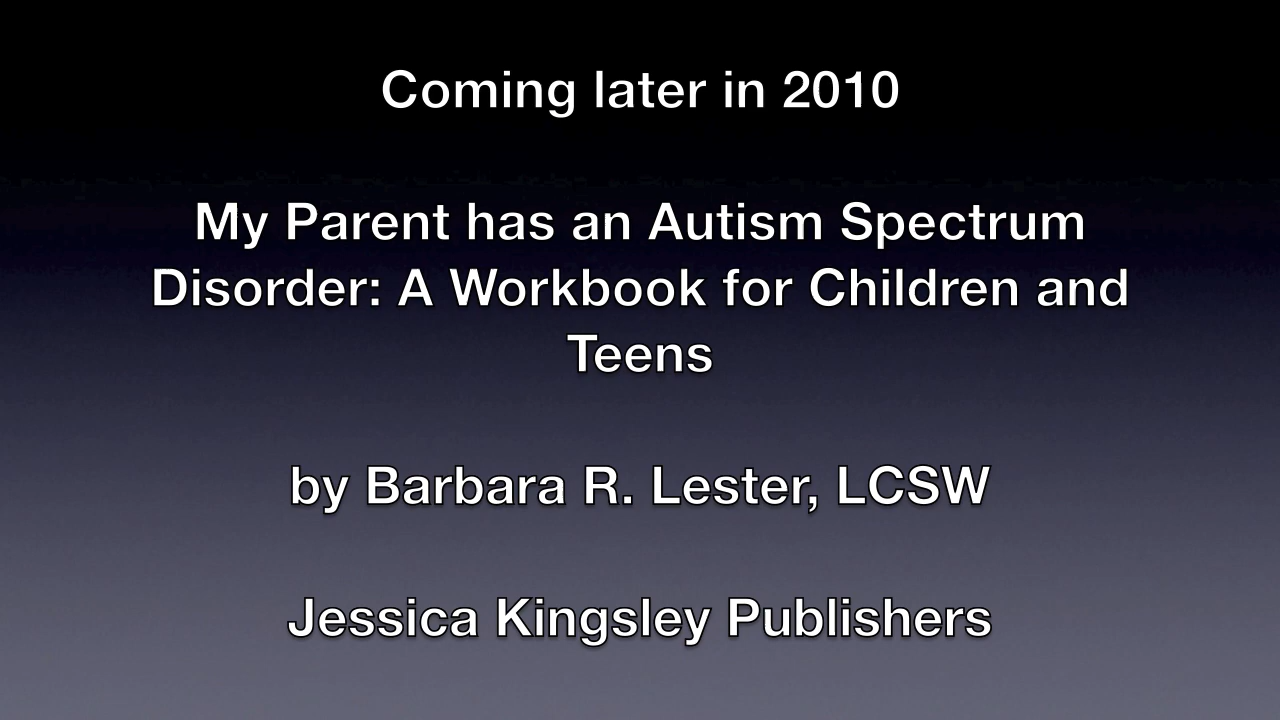 Coming later in 2010
My Parent has an Autism Spectrum
Disorder: A Workbook for Children and
Teens
by Barbara R. Lester, LCSW
Jessica Kingsley Publishers